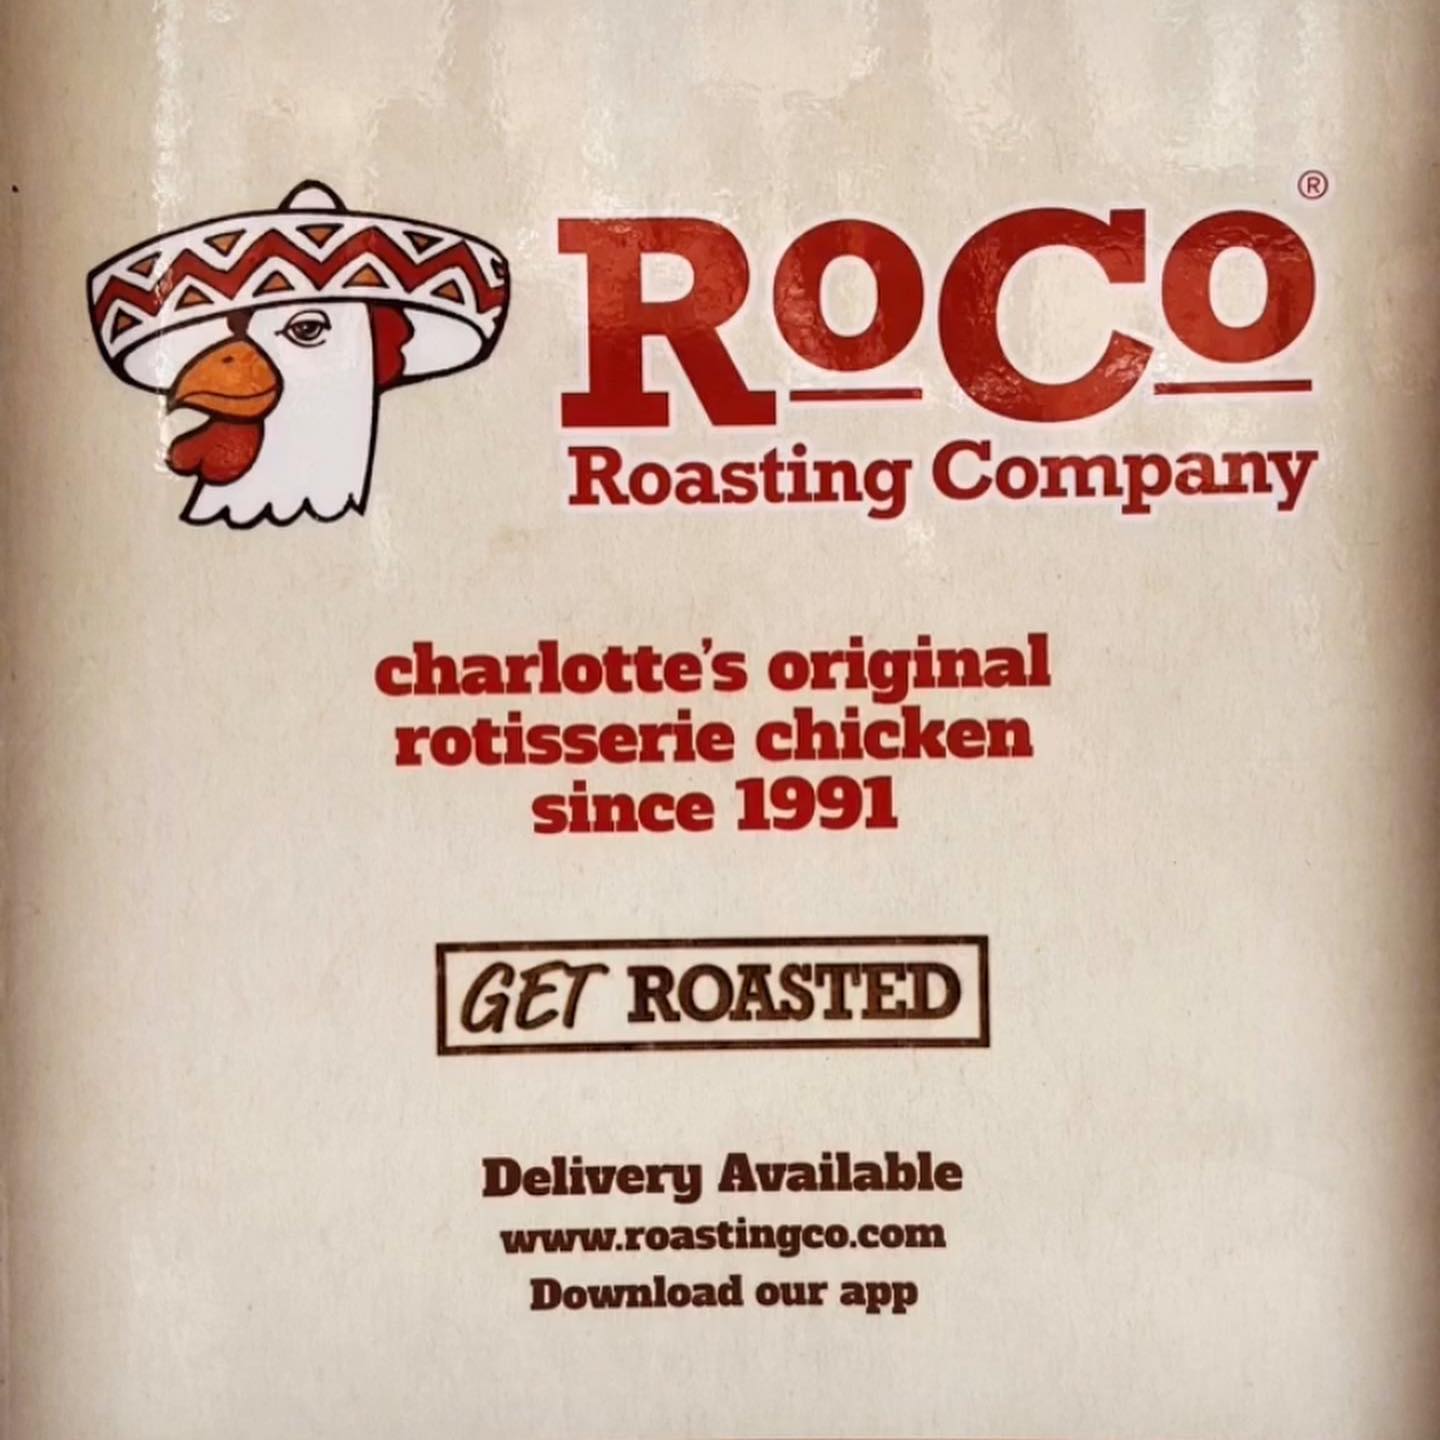 RoCo®
Roasting Company
charlotte's original
rotisserie chicken
since 1991
GET ROASTED
Delivery Available
www.roastingco.com
Download our app